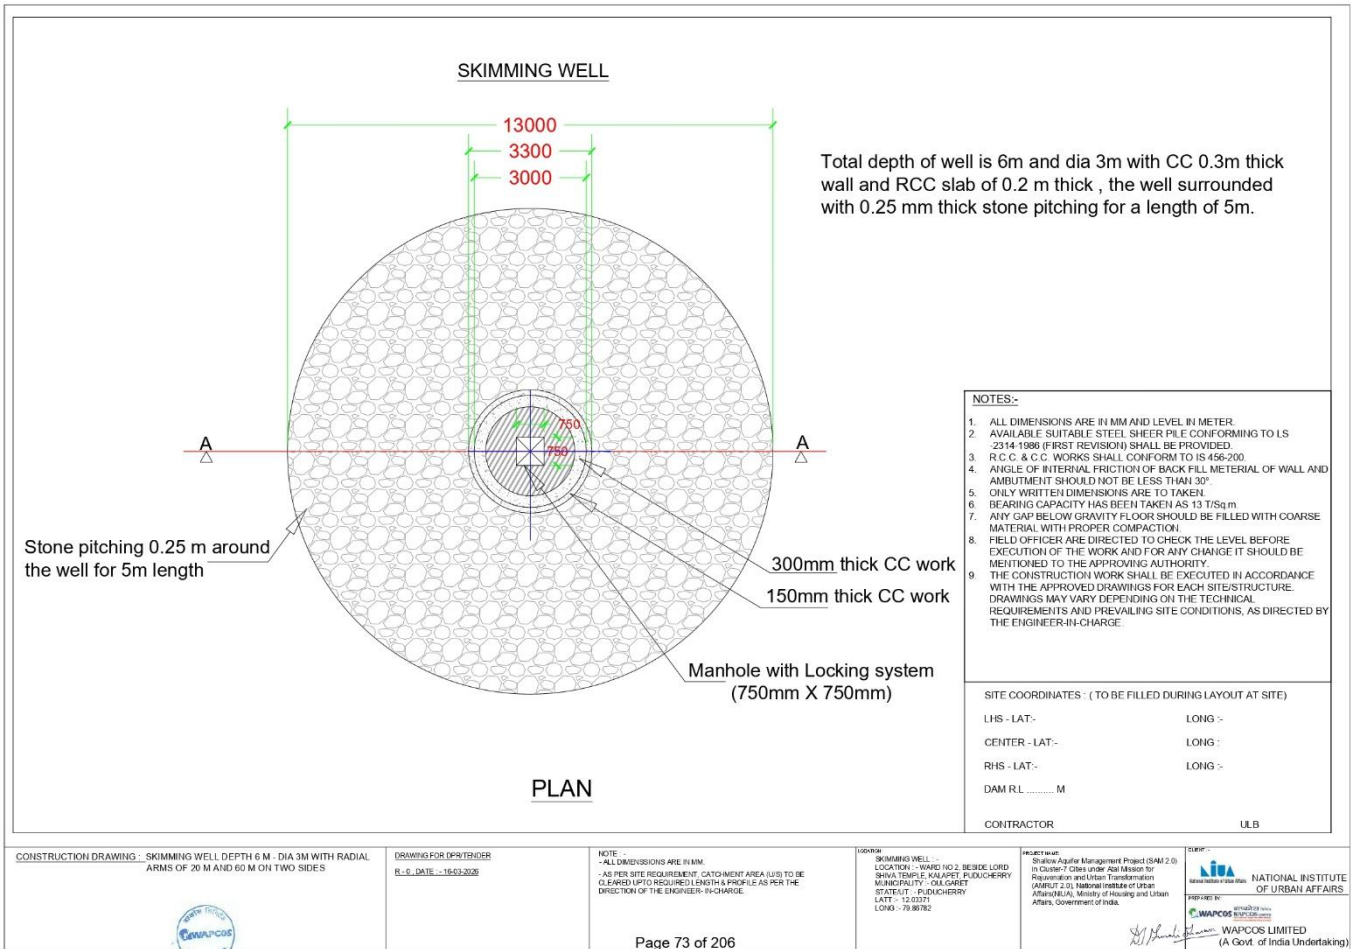 SKIMMING WELL
13000
3300
3000
Total depth of well is 6m and dia 3m with CC 0.3m thick
wall and RCC slab of 0.2 m thick , the well surrounded
with 0.25 mm thick stone pitching for a length of 5m.
750
750
A
A
Stone pitching 0.25 m around
the well for 5m length
300mm thick CC work
150mm thick CC work
Manhole with Locking system
(750mm X 750mm)
PLAN
NOTES:-
1. ALL DIMENSIONS ARE IN MM AND LEVEL IN METER.
2. AVAILABLE SUITABLE STEEL SHEER PILE CONFORMING TO LS
-2314-1986 (FIRST REVISION) SHALL BE PROVIDED.
3. R.C.C. & C.C. WORKS SHALL CONFORM TO IS 456-200.
4. ANGLE OF INTERNAL FRICTION OF BACK FILL METERIAL OF WALL AND
AMBUTMENT SHOULD NOT BE LESS THAN 30°.
5. ONLY WRITTEN DIMENSIONS ARE TO TAKEN.
6. BEARING CAPACITY HAS BEEN TAKEN AS 13 T/Sq.m.
7. ANY GAP BELOW GRAVITY FLOOR SHOULD BE FILLED WITH COARSE
MATERIAL WITH PROPER COMPACTION.
8. FIELD OFFICER ARE DIRECTED TO CHECK THE LEVEL BEFORE
EXECUTION OF THE WORK AND FOR ANY CHANGE IT SHOULD BE
MENTIONED TO THE APPROVING AUTHORITY.
9. THE CONSTRUCTION WORK SHALL BE EXECUTED IN ACCORDANCE
WITH THE APPROVED DRAWINGS FOR EACH SITE/STRUCTURE.
DRAWINGS MAY VARY DEPENDING ON THE TECHNICAL
REQUIREMENTS AND PREVAILING SITE CONDITIONS, AS DIRECTED BY
THE ENGINEER-IN-CHARGE.
SITE COORDINATES : ( TO BE FILLED DURING LAYOUT AT SITE)
LHS - LAT:- LONG :-
CENTER - LAT:- LONG :
RHS - LAT:- LONG :-
DAM R.L .......... M
CONTRACTOR ULB
CONSTRUCTION DRAWING : SKIMMING WELL DEPTH 6 M - DIA 3M WITH RADIAL
ARMS OF 20 M AND 60 M ON TWO SIDES
WAPCOS
DRAWING FOR DPR/TENDER
R - 0 , DATE : - 16-03-2026
NOTE : -
- ALL DIMENSSIONS ARE IN MM.
- AS PER SITE REQUIREMENT, CATCHMENT AREA (U/S) TO BE
CLEARED UPTO REQUIRED LENGTH & PROFILE AS PER THE
DIRECTION OF THE ENGINEER- IN-CHARGE.
Page 73 of 206
LOCATION
SKIMMING WELL : -
LOCATION : - WARD NO 2, BESIDE LORD
SHIVA TEMPLE, KALAPET, PUDUCHERRY
MUNICIPALITY : - OULGARET
STATE/UT : - PUDUCHERRY
LATT :- 12.03371
LONG :- 79.86782
PROJECT NAME
Shallow Aquifer Management Project (SAM 2.0)
in Cluster-7 Cities under Atal Mission for
Rejuvenation and Urban Transformation
(AMRUT 2.0), National Institute of Urban
Affairs(NIUA), Ministry of Housing and Urban
Affairs, Government of India.
CLIENT :-
NIUA
National Institute of Urban Affairs
NATIONAL INSTITUTE
OF URBAN AFFAIRS
PREPARED BY:
WAPCOS
WAPCOS LIMITED
(A Govt. of India Undertaking)